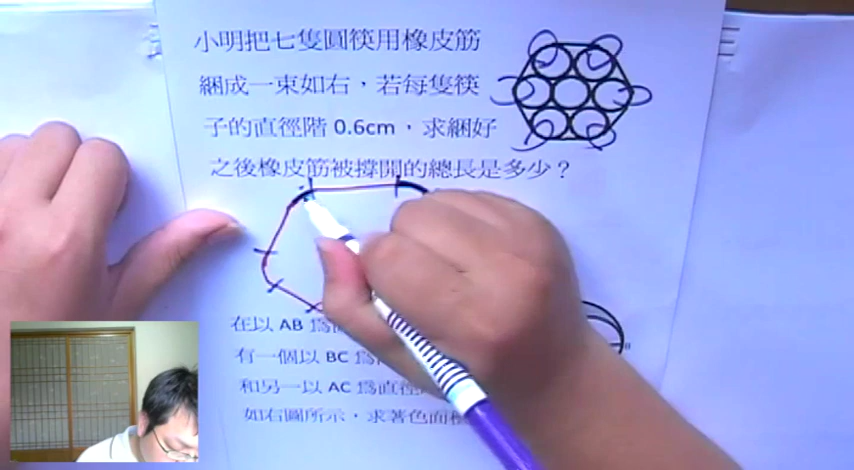 小明把七隻圓筷用橡皮筋
綑成一束如右，若每隻筷
子的直徑階 0.6cm，求綑好
之後橡皮筋被撐開的總長是多少？
在以 AB 為
有一個以 BC 為
和另一以 AC 為直徑
如右圖所示，求著色面